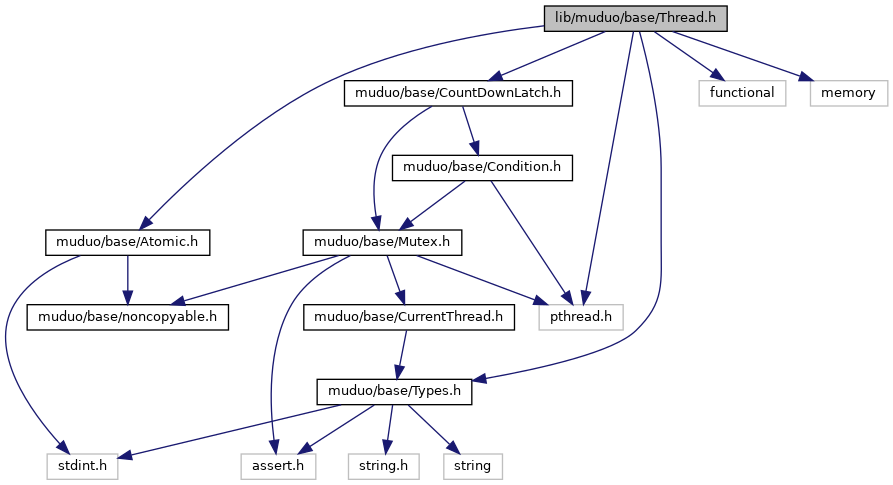 lib/muduo/base/Thread.h
muduo/base/CountDownLatch.h
functional
memory
muduo/base/Condition.h
muduo/base/Atomic.h
muduo/base/Mutex.h
muduo/base/noncopyable.h
muduo/base/CurrentThread.h
pthread.h
muduo/base/Types.h
stdint.h
assert.h
string.h
string